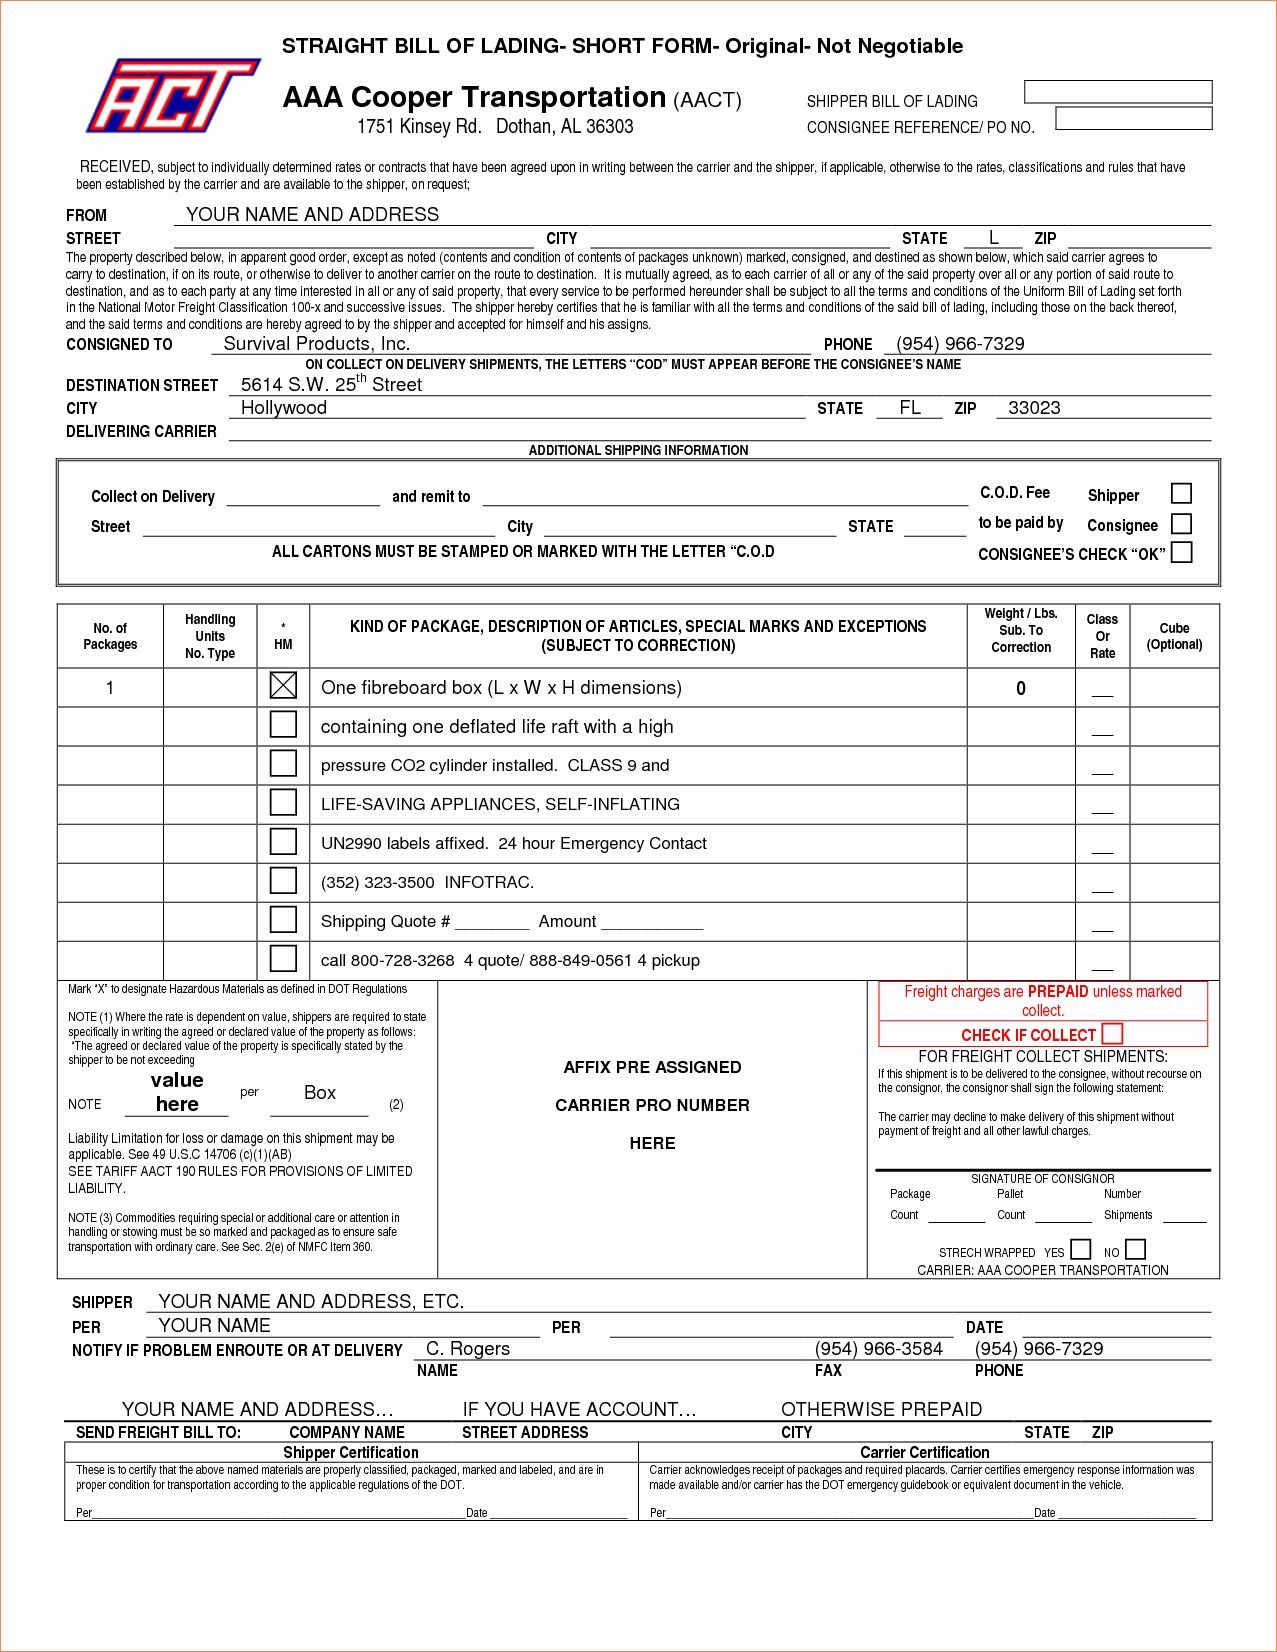 STRAIGHT BILL OF LADING- SHORT FORM- Original- Not Negotiable
ACT
AAA Cooper Transportation (AACT)
1751 Kinsey Rd. Dothan, AL 36303
SHIPPER BILL OF LADING
CONSIGNEE REFERENCE/ PO NO.
RECEIVED, subject to individually determined rates or contracts that have been agreed upon in writing between the carrier and the shipper, if applicable, otherwise to the rates, classifications and rules that have
been established by the carrier and are available to the shipper, on request;
FROM YOUR NAME AND ADDRESS
STREET CITY STATE L ZIP
The property described below, in apparent good order, except as noted (contents and condition of contents of packages unknown) marked, consigned, and destined as shown below, which said carrier agrees to
carry to destination, if on its route, or otherwise to deliver to another carrier on the route to destination. It is mutually agreed, as to each carrier of all or any of the said property over all or any portion of said route to
destination, and as to each party at any time interested in all or any of said property, that every service to be performed hereunder shall be subject to all the terms and conditions of the Uniform Bill of Lading set forth
in the National Motor Freight Classification 100-x and successive issues. The shipper hereby certifies that he is familiar with all the terms and conditions of the said bill of lading, including those on the back thereof,
and the said terms and conditions are hereby agreed to by the shipper and accepted for himself and his assigns.
CONSIGNED TO Survival Products, Inc. PHONE (954) 966-7329
ON COLLECT ON DELIVERY SHIPMENTS, THE LETTERS “COD” MUST APPEAR BEFORE THE CONSIGNEE’S NAME
DESTINATION STREET 5614 S.W. 25th Street
CITY Hollywood STATE FL ZIP 33023
DELIVERING CARRIER
ADDITIONAL SHIPPING INFORMATION
Collect on Delivery and remit to C.O.D. Fee Shipper
Street City STATE to be paid by Consignee
ALL CARTONS MUST BE STAMPED OR MARKED WITH THE LETTER “C.O.D CONSIGNEE’S CHECK “OK”
No. of Packages
Handling Units No. Type
* HM
KIND OF PACKAGE, DESCRIPTION OF ARTICLES, SPECIAL MARKS AND EXCEPTIONS
(SUBJECT TO CORRECTION)
Weight / Lbs. Sub. To Correction
Class Or Rate
Cube (Optional)
1 One fibreboard box (L x W x H dimensions) 0 __
containing one deflated life raft with a high __
pressure CO2 cylinder installed. CLASS 9 and __
LIFE-SAVING APPLIANCES, SELF-INFLATING __
UN2990 labels affixed. 24 hour Emergency Contact __
(352) 323-3500 INFOTRAC. __
Shipping Quote # ________ Amount ___________ __
call 800-728-3268 4 quote/ 888-849-0561 4 pickup __
Mark “X” to designate Hazardous Materials as defined in DOT Regulations
NOTE (1) Where the rate is dependent on value, shippers are required to state
specifically in writing the agreed or declared value of the property as follows:
“The agreed or declared value of the property is specifically stated by the
shipper to be not exceeding
NOTE value here per Box (2)
Liability Limitation for loss or damage on this shipment may be
applicable. See 49 U.S.C 14706 (c)(1)(AB)
SEE TARIFF AACT 190 RULES FOR PROVISIONS OF LIMITED
LIABILITY.
NOTE (3) Commodities requiring special or additional care or attention in
handling or stowing must be so marked and packaged as to ensure safe
transportation with ordinary care. See Sec. 2(e) of NMFC Item 360.
AFFIX PRE ASSIGNED
CARRIER PRO NUMBER
HERE
Freight charges are PREPAID unless marked
collect.
CHECK IF COLLECT
FOR FREIGHT COLLECT SHIPMENTS:
If this shipment is to be delivered to the consignee, without recourse on
the consignor, the consignor shall sign the following statement:
The carrier may decline to make delivery of this shipment without
payment of freight and all other lawful charges.
SIGNATURE OF CONSIGNOR
Package Pallet Number
Count Count Shipments
STRECH WRAPPED YES NO
CARRIER: AAA COOPER TRANSPORTATION
SHIPPER YOUR NAME AND ADDRESS, ETC.
PER YOUR NAME PER DATE
NOTIFY IF PROBLEM ENROUTE OR AT DELIVERY C. Rogers (954) 966-3584 (954) 966-7329
NAME FAX PHONE
YOUR NAME AND ADDRESS… IF YOU HAVE ACCOUNT… OTHERWISE PREPAID
SEND FREIGHT BILL TO: COMPANY NAME STREET ADDRESS CITY STATE ZIP
Shipper Certification
These is to certify that the above named materials are properly classified, packaged, marked and labeled, and are in
proper condition for transportation according to the applicable regulations of the DOT.
Per Date
Carrier Certification
Carrier acknowledges receipt of packages and required placards. Carrier certifies emergency response information was
made available and/or carrier has the DOT emergency guidebook or equivalent document in the vehicle.
Per Date